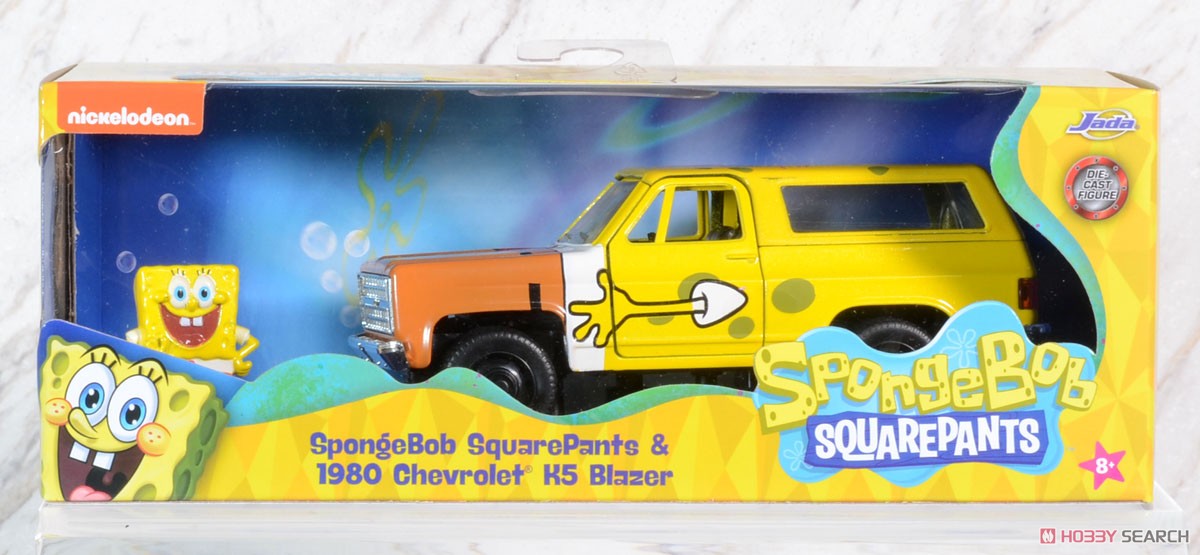 nickelodeon
Jada
DIE-
CAST
FIGURE
SpongeBob
SQUAREPANTS
SpongeBob SquarePants &
1980 Chevrolet® K5 Blazer
8+
HOBBY SEARCH